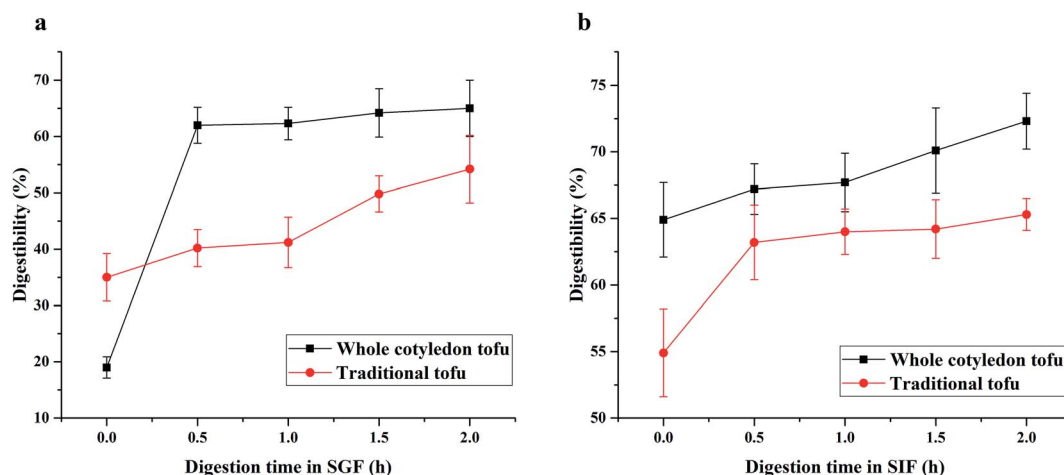 a
Digestibility (%)
70
60
50
40
30
20
10
Whole cotyledon tofu
Traditional tofu
0.0 0.5 1.0 1.5 2.0
Digestion time in SGF (h)
b
Digestibility (%)
75
70
65
60
55
50
Whole cotyledon tofu
Traditional tofu
0.0 0.5 1.0 1.5 2.0
Digestion time in SIF (h)